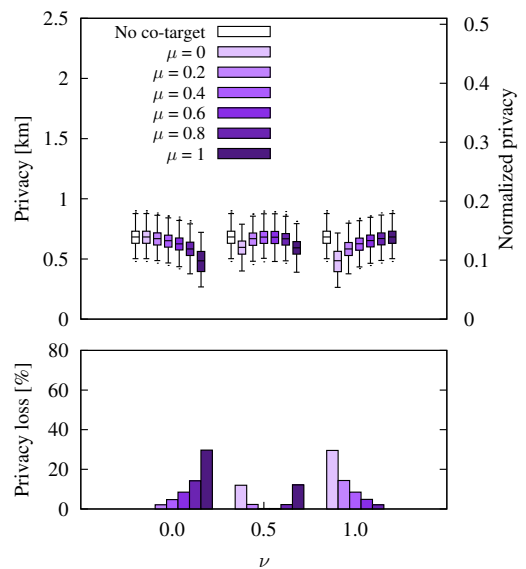 2.5
2
1.5
1
0.5
0
Privacy [km]
No co-target
μ = 0
μ = 0.2
μ = 0.4
μ = 0.6
μ = 0.8
μ = 1
0.5
0.4
0.3
0.2
0.1
0
Normalized privacy
80
60
40
20
0
Privacy loss [%]
0.0 0.5 1.0
ν